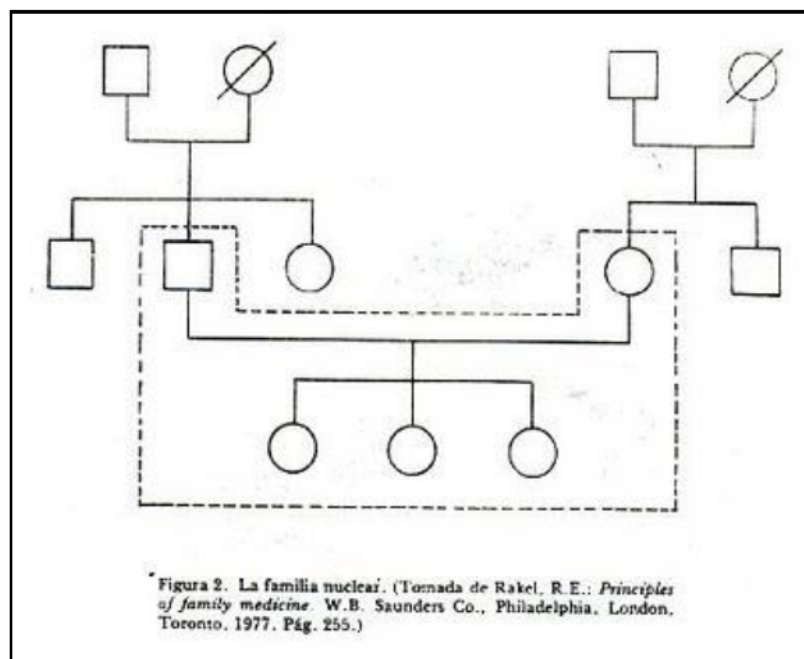 Figura 2. La familia nuclear. (Tomada de Rakel, R.E.: Principles
of family medicine. W.B. Saunders Co., Philadelphia, London,
Toronto, 1977. Pág. 255.)